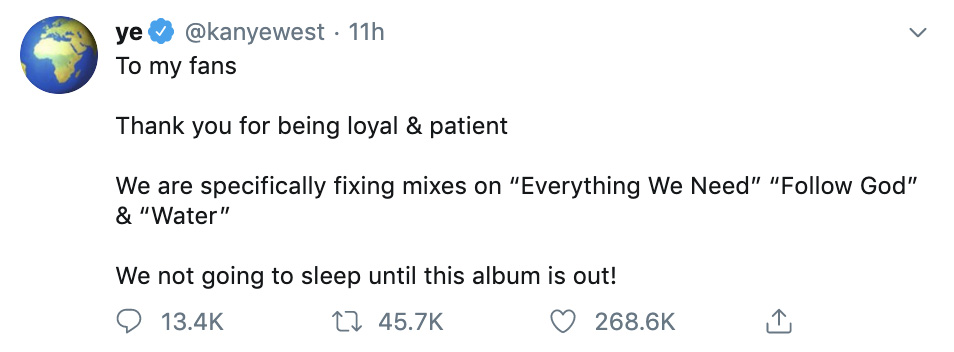 ye @kanyewest · 11h
To my fans
Thank you for being loyal & patient
We are specifically fixing mixes on “Everything We Need” “Follow God”
& “Water”
We not going to sleep until this album is out!
13.4K 45.7K 268.6K